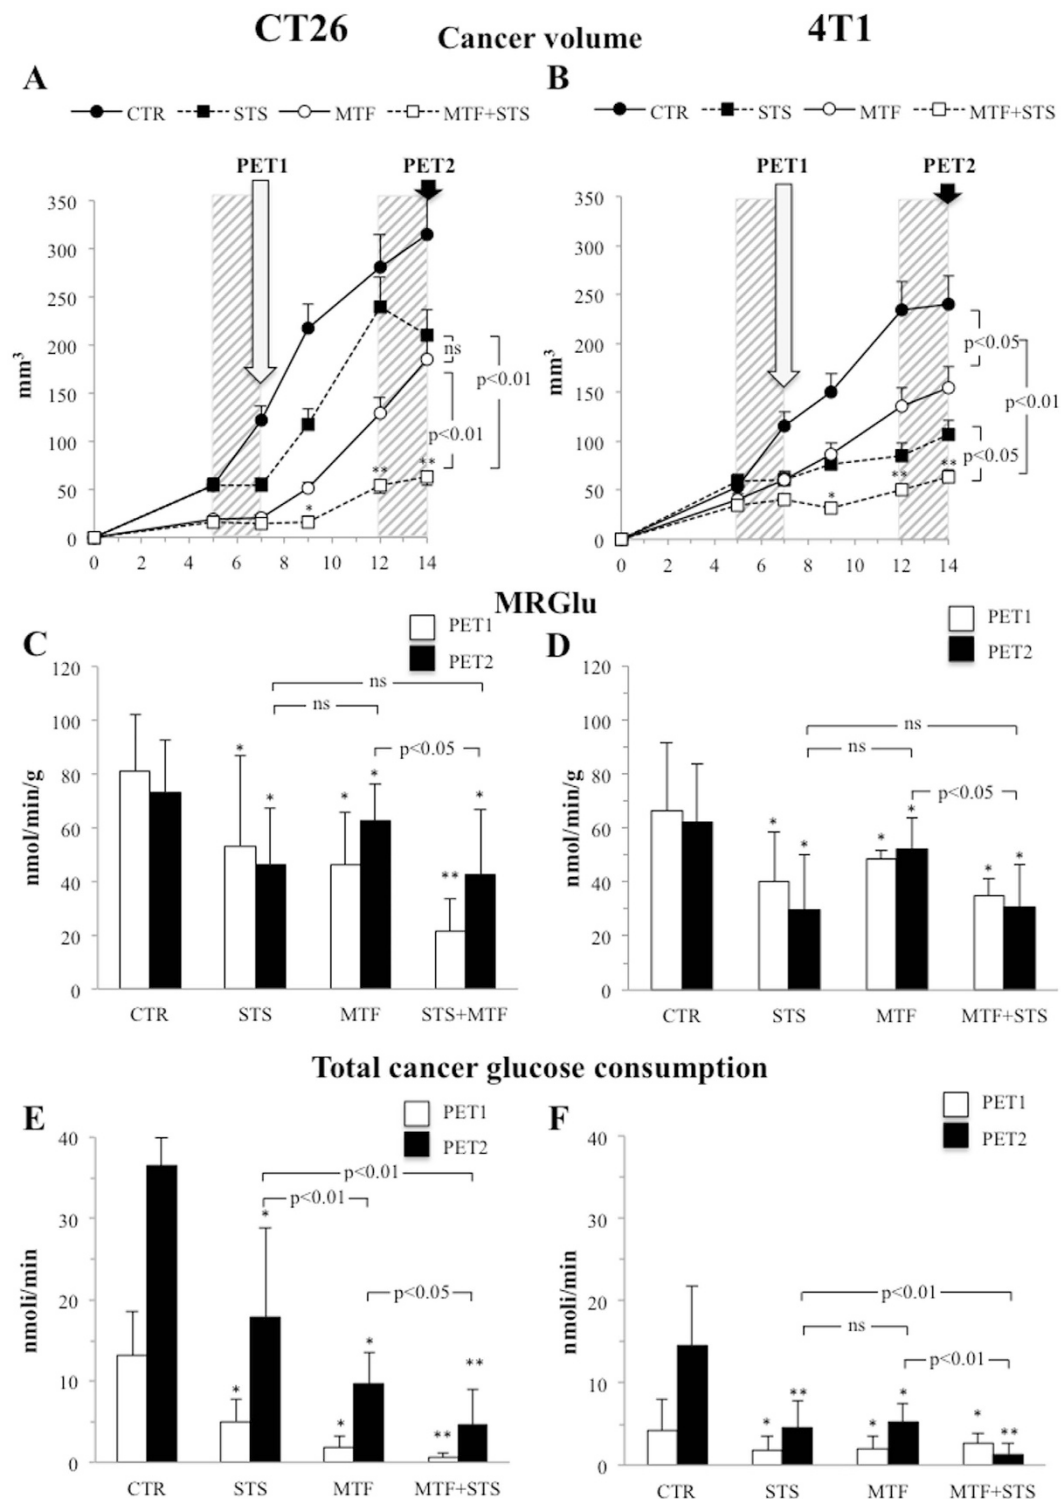 CT26
4T1
Cancer volume
A
CTR STS MTF MTF+STS
PET1
PET2
350
300
250
200
150
100
50
0
mm³
0 2 4 6 8 10 12 14
* ** **
ns
p<0.01
p<0.01
B
CTR STS MTF MTF+STS
PET1
PET2
350
300
250
200
150
100
50
0
mm³
0 2 4 6 8 10 12 14
* ** **
p<0.05
p<0.01
p<0.05
MRGlu
C
PET1
PET2
120
100
80
60
40
20
0
nmol/min/g
ns
ns
p<0.05
* * * * ** *
CTR STS MTF STS+MTF
D
PET1
PET2
120
100
80
60
40
20
0
nmol/min/g
ns
ns
p<0.05
* * * * * *
CTR STS MTF MTF+STS
Total cancer glucose consumption
E
PET1
PET2
40
30
20
10
0
nmoli/min
p<0.01
p<0.01
p<0.05
* * * * ** **
CTR STS MTF MTF+STS
F
PET1
PET2
40
30
20
10
0
nmol/min
p<0.01
ns
p<0.01
* ** * * * **
CTR STS MTF MTF+STS